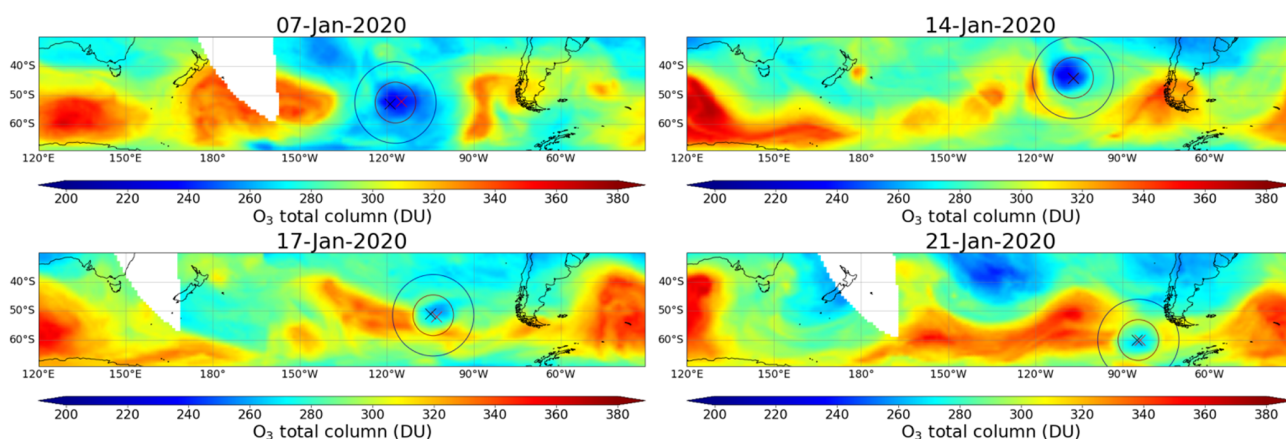 07-Jan-2020
14-Jan-2020
40°S
50°S
60°S
120°E 150°E 180° 150°W 120°W 90°W 60°W
40°S
50°S
60°S
120°E 150°E 180° 150°W 120°W 90°W 60°W
200 220 240 260 280 300 320 340 360 380
O₃ total column (DU)
200 220 240 260 280 300 320 340 360 380
O₃ total column (DU)
17-Jan-2020
21-Jan-2020
40°S
50°S
60°S
120°E 150°E 180° 150°W 120°W 90°W 60°W
40°S
50°S
60°S
120°E 150°E 180° 150°W 120°W 90°W 60°W
200 220 240 260 280 300 320 340 360 380
O₃ total column (DU)
200 220 240 260 280 300 320 340 360 380
O₃ total column (DU)